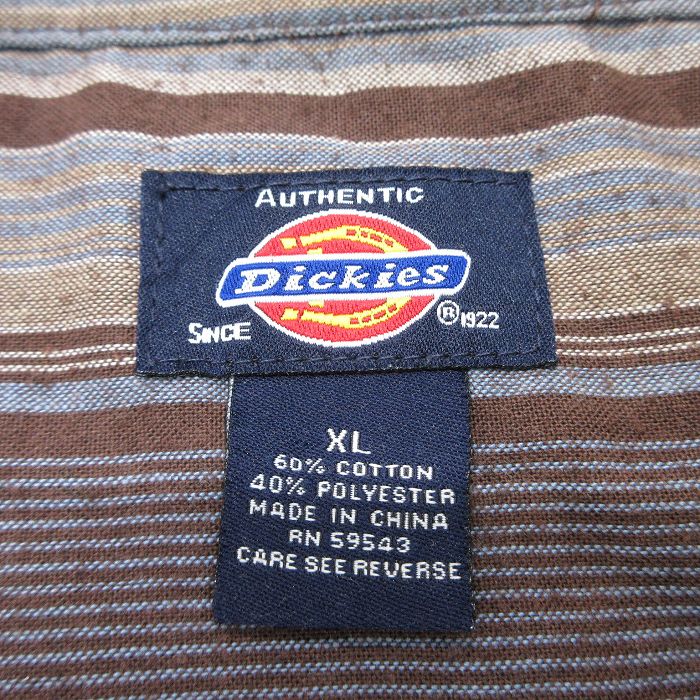 AUTHENTIC
Dickies
SINCE ® 1922
XL
60% COTTON
40% POLYESTER
MADE IN CHINA
RN 59543
CARE SEE REVERSE